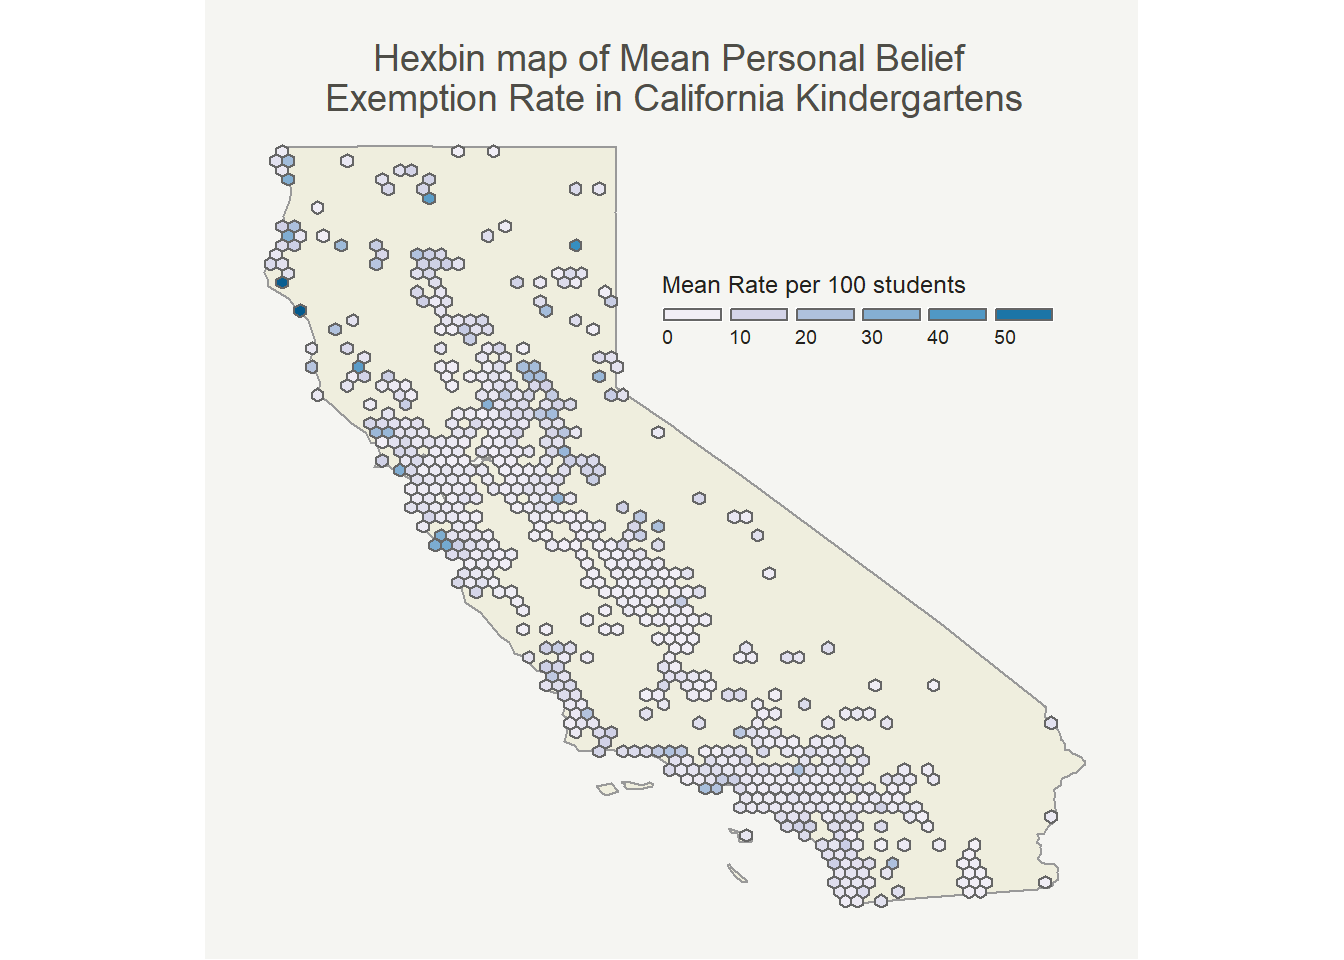 Hexbin map of Mean Personal Belief
Exemption Rate in California Kindergartens
Mean Rate per 100 students
0 10 20 30 40 50